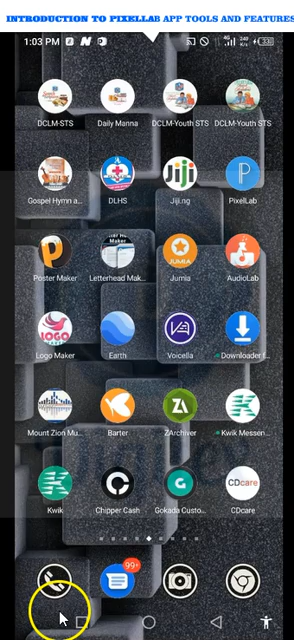 INTRODUCTION TO PIXELLAB APP TOOLS AND FEATURES
1:03 PM
DCLM-STS Daily Manna DCLM-Youth STS DCLM-Youth STS
Gospel Hymn a... DLHS Jiji.ng PixelLab
Poster Maker Letterhead Mak... Jumia AudioLab
Logo Maker Earth Voicella Downloader f...
Mount Zion Mu... Barter ZArchiver Kwik Messen...
Kwik Chipper Cash Gokada Custo... CDcare
99+